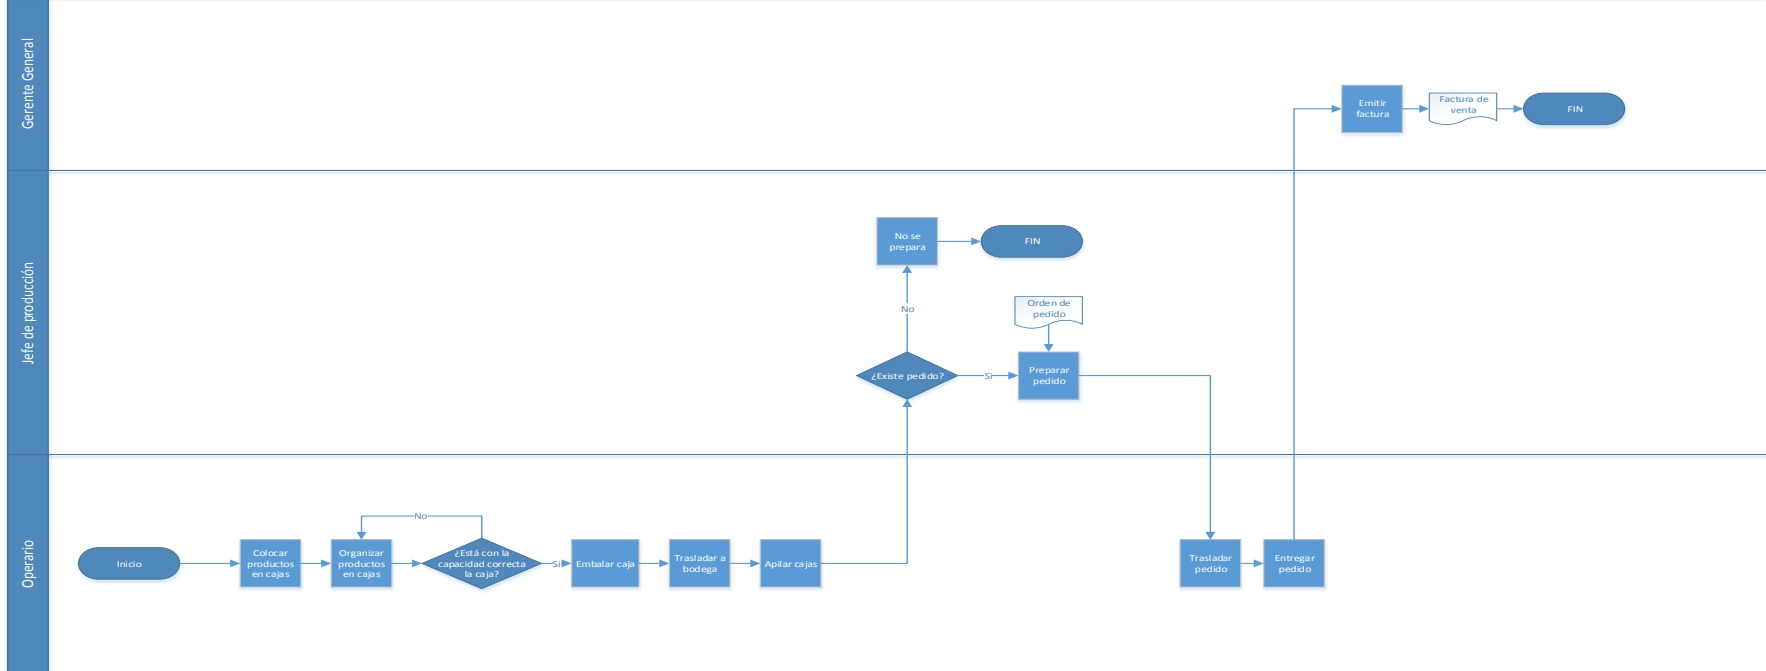 Gerente General
Emitir
factura
Factura de
venta
FIN
Jefe de producción
No se
prepara
FIN
No
Orden de
pedido
¿Existe pedido?
Si
Preparar
pedido
Operario
Inicio
Colocar
productos
en cajas
Organizar
productos
en cajas
No
¿Está con la
capacidad correcta
la caja?
Si
Embalar caja
Trasladar a
bodega
Apilar cajas
Trasladar
pedido
Entregar
pedido